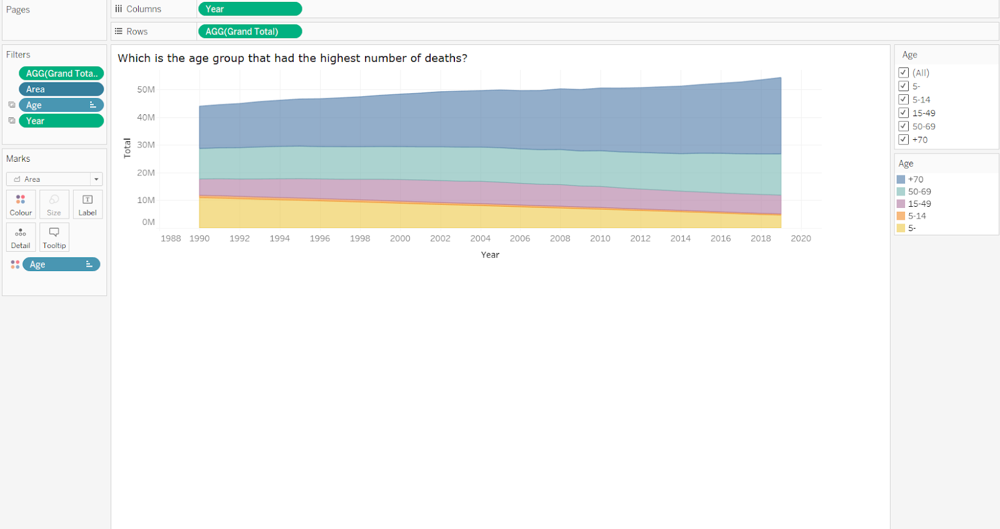 Pages
Columns
Year
Rows
AGG(Grand Total)
Filters
AGG(Grand Tota..
Area
Age
Year
Marks
Area
Colour
Size
Label
Detail
Tooltip
Age
Which is the age group that had the highest number of deaths?
Total
50M
40M
30M
20M
10M
0M
1988 1990 1992 1994 1996 1998 2000 2002 2004 2006 2008 2010 2012 2014 2016 2018 2020
Year
Age
(All)
5-
5-14
15-49
50-69
+70
Age
+70
50-69
15-49
5-14
5-